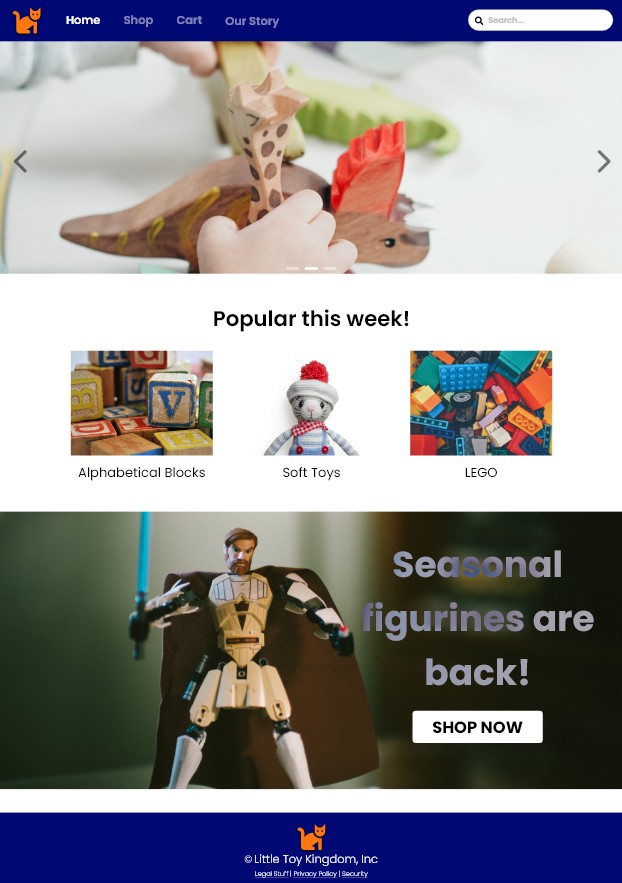 Home Shop Cart Our Story Search...
Popular this week!
Alphabetical Blocks Soft Toys LEGO
Seasonal
figurines are
back!
SHOP NOW
© Little Toy Kingdom, Inc
Legal Stuff | Privacy Policy | Security